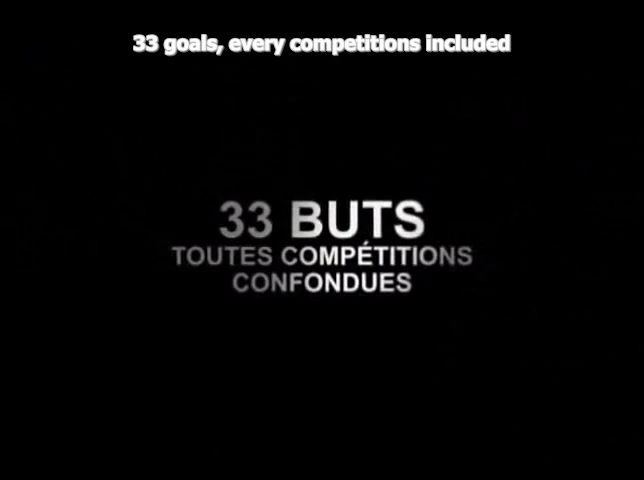 33 goals, every competitions included
33 BUTS
TOUTES COMPÉTITIONS
CONFONDUES